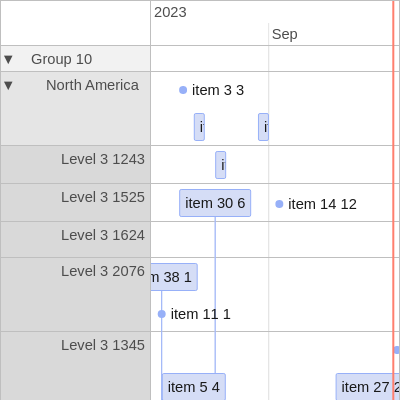 2023
Sep
▼ Group 10
▼ North America
item 3 3
Level 3 1243
Level 3 1525
item 30 6
item 14 12
Level 3 1624
Level 3 2076
38 1
item 11 1
Level 3 1345
item 5 4
item 27